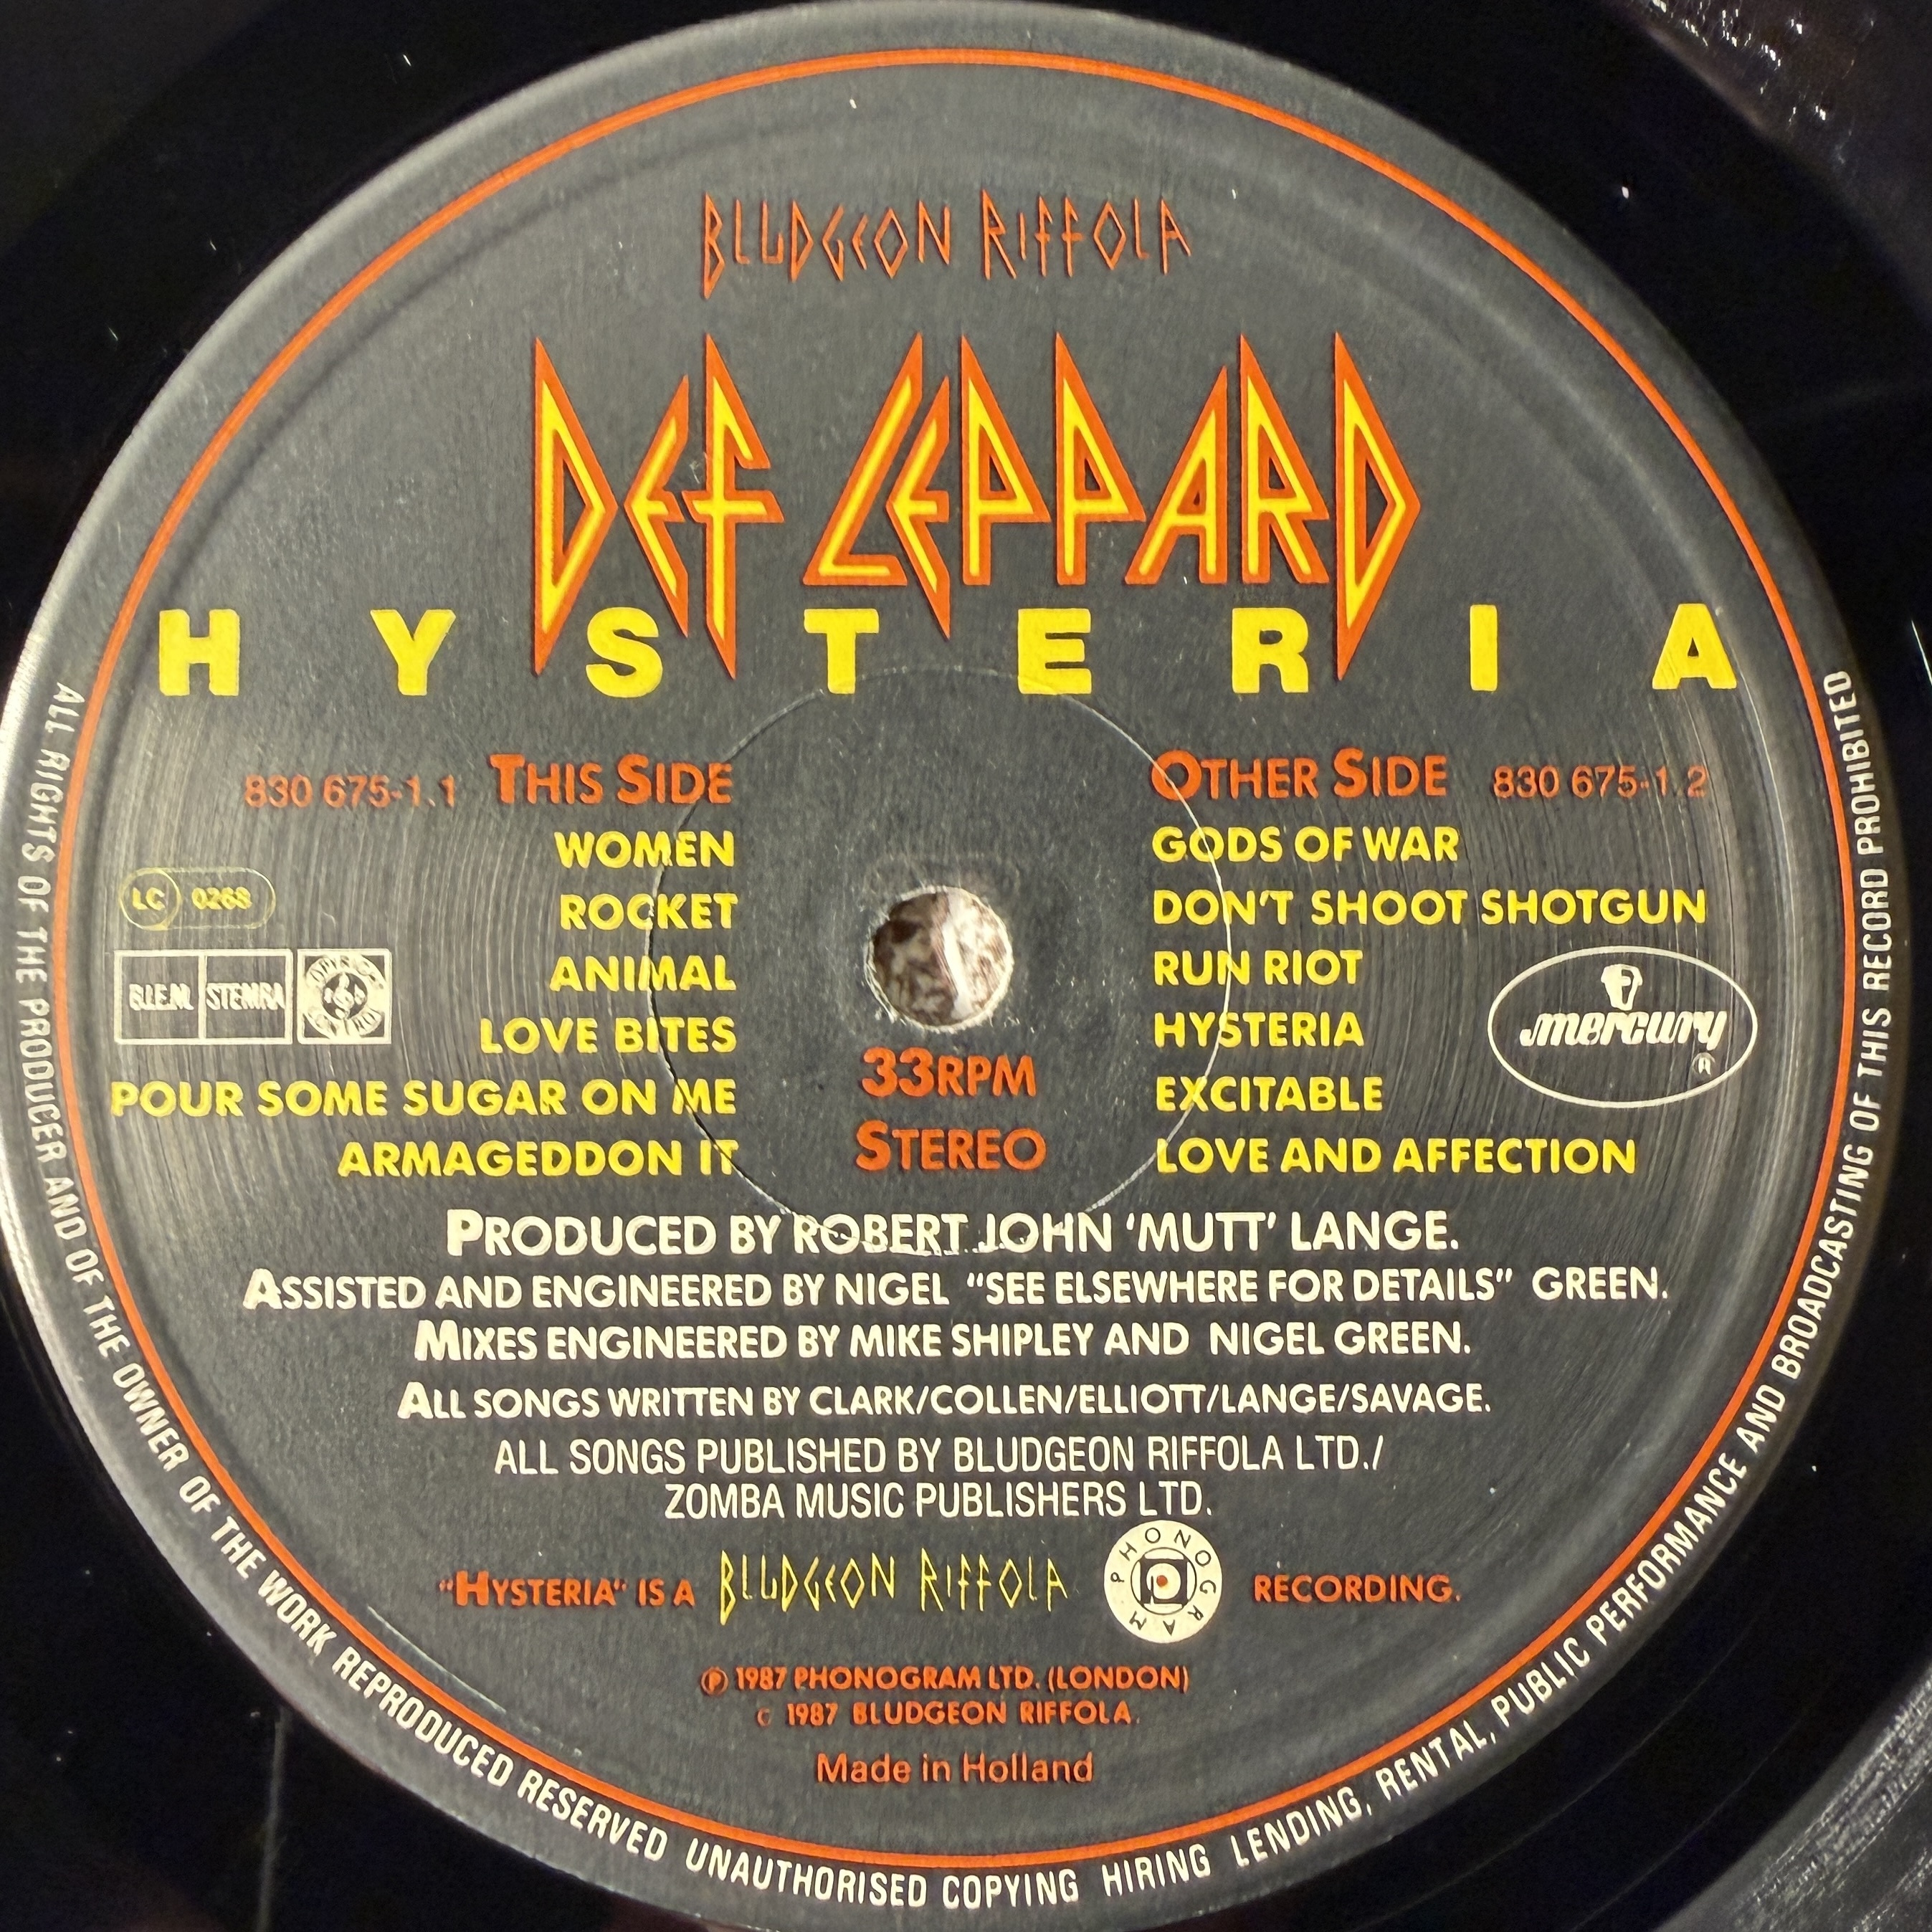 BLUDGEON RIFFOLA
DEF LEPPARD
HYSTERIA
830 675-1.1 THIS SIDE
WOMEN
ROCKET
ANIMAL
LOVE BITES
POUR SOME SUGAR ON ME
ARMAGEDDON IT
LC 0268
B.I.E.M. STEMRA
COPYRIGHT CONTROL
OTHER SIDE 830 675-1.2
GODS OF WAR
DON'T SHOOT SHOTGUN
RUN RIOT
HYSTERIA
EXCITABLE
LOVE AND AFFECTION
mercury
®
33RPM
STEREO
PRODUCED BY ROBERT JOHN 'MUTT' LANGE.
ASSISTED AND ENGINEERED BY NIGEL "SEE ELSEWHERE FOR DETAILS" GREEN.
MIXES ENGINEERED BY MIKE SHIPLEY AND NIGEL GREEN.
ALL SONGS WRITTEN BY CLARK/COLLEN/ELLIOTT/LANGE/SAVAGE.
ALL SONGS PUBLISHED BY BLUDGEON RIFFOLA LTD./
ZOMBA MUSIC PUBLISHERS LTD.
"HYSTERIA" IS A BLUDGEON RIFFOLA PHONOGRAM RECORDING.
℗ 1987 PHONOGRAM LTD. (LONDON)
© 1987 BLUDGEON RIFFOLA.
Made in Holland
ALL RIGHTS OF THE PRODUCER AND OF THE OWNER OF THE WORK REPRODUCED RESERVED UNAUTHORISED COPYING HIRING LENDING, RENTAL, PUBLIC PERFORMANCE AND BROADCASTING OF THIS RECORD PROHIBITED